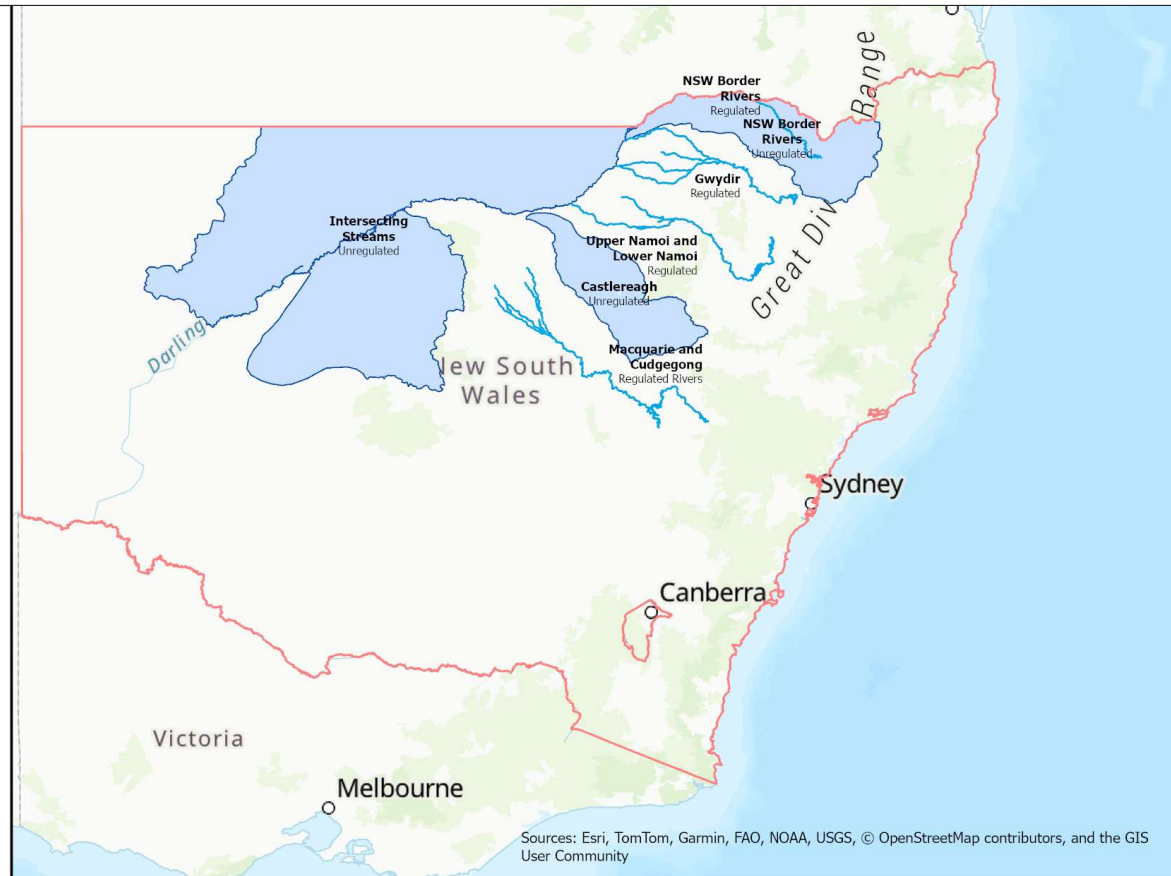 Range
NSW Border
Rivers
Regulated
NSW Border
Rivers
Unregulated
Gwydir
Regulated
Great Div
Intersecting
Streams
Unregulated
Upper Namoi and
Lower Namoi
Regulated
Castlereagh
Unregulated
Darling
Macquarie and
Cudgegong
Regulated Rivers
New South
Wales
Sydney
Canberra
Victoria
Melbourne
Sources: Esri, TomTom, Garmin, FAO, NOAA, USGS, © OpenStreetMap contributors, and the GIS
User Community